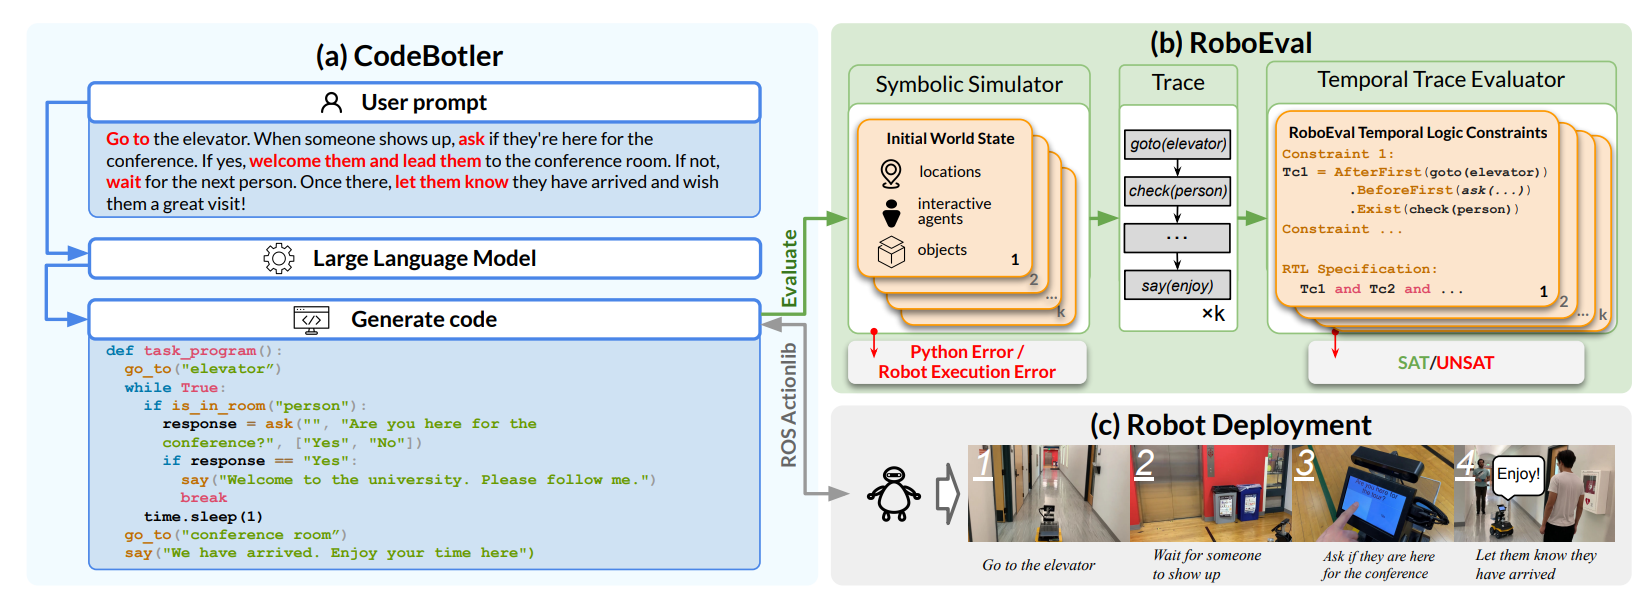 (a) CodeBotler
User prompt
Go to the elevator. When someone shows up, ask if they're here for the
conference. If yes, welcome them and lead them to the conference room. If not,
wait for the next person. Once there, let them know they have arrived and wish
them a great visit!
Large Language Model
Generate code
def task_program():
go_to("elevator”)
while True:
if is_in_room("person"):
response = ask("", "Are you here for the
conference?", ["Yes", "No"])
if response == "Yes":
say("Welcome to the university. Please follow me.")
break
time.sleep(1)
go_to("conference room”)
say("We have arrived. Enjoy your time here")
Evaluate
ROS Actionlib
(b) RoboEval
Symbolic Simulator
Initial World State
locations
interactive
agents
objects
1
2
...
k
Python Error /
Robot Execution Error
Trace
goto(elevator)
check(person)
...
say(enjoy)
×k
Temporal Trace Evaluator
RoboEval Temporal Logic Constraints
Constraint 1:
Tc1 = AfterFirst(goto(elevator))
.BeforeFirst(ask(...))
.Exist(check(person))
Constraint ...
RTL Specification:
Tc1 and Tc2 and ...
1
2
...
k
SAT/UNSAT
(c) Robot Deployment
1
2
3
4
Enjoy!
Go to the elevator
Wait for someone
to show up
Ask if they are here
for the conference
Let them know they
have arrived